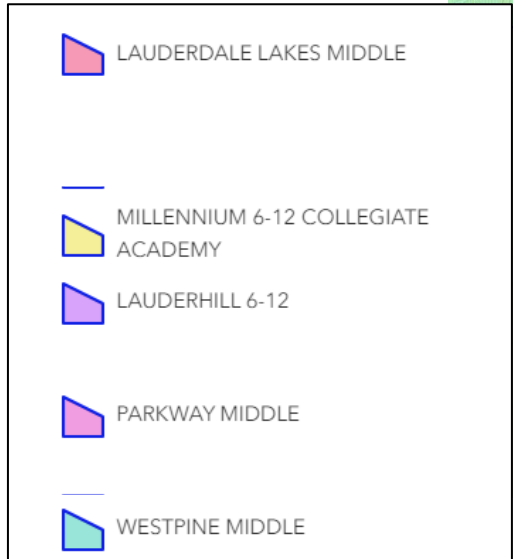 LAUDERDALE LAKES MIDDLE
MILLENNIUM 6-12 COLLEGIATE
ACADEMY
LAUDERHILL 6-12
PARKWAY MIDDLE
WESTPINE MIDDLE